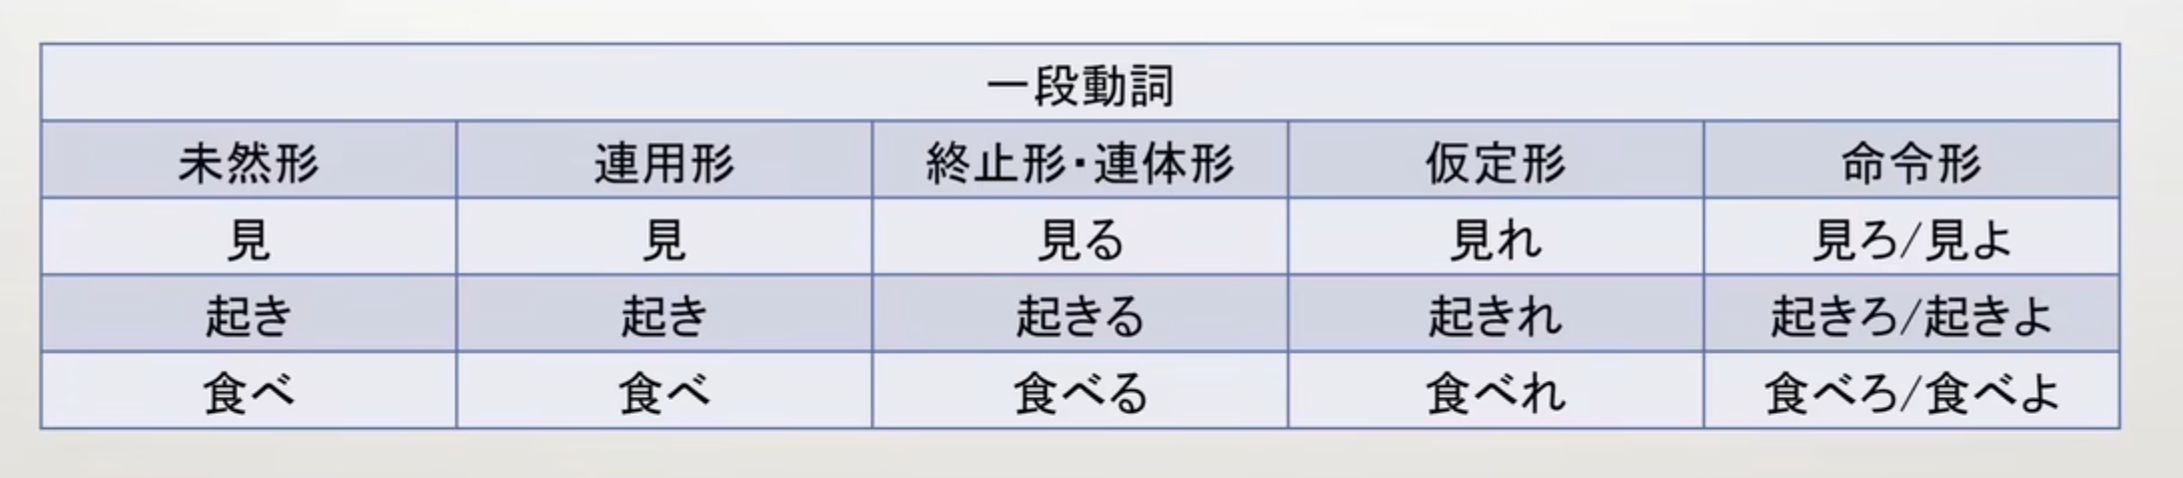 一段動詞
未然形 連用形 終止形・連体形 仮定形 命令形
見 見 見る 見れ 見ろ/見よ
起き 起き 起きる 起きれ 起きろ/起きよ
食べ 食べ 食べる 食べれ 食べろ/食べよ